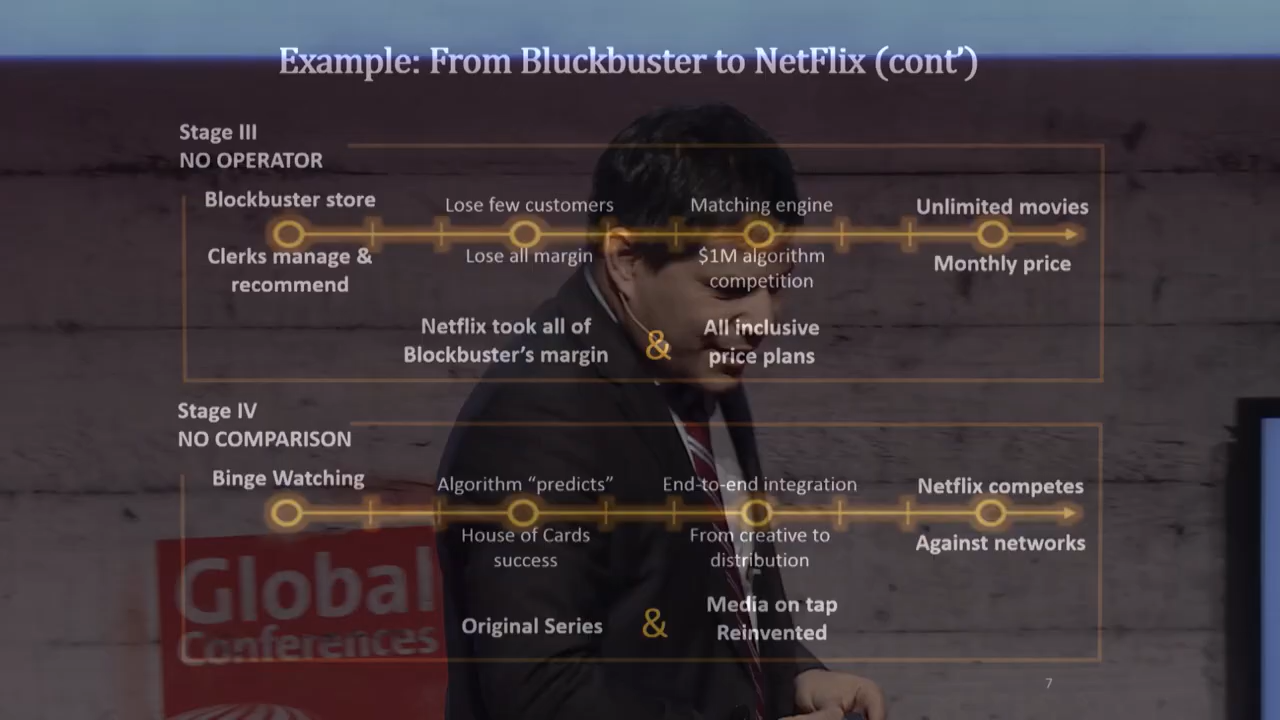 Example: From Bluckbuster to NetFlix (cont’)
Stage III
NO OPERATOR
Blockbuster store
Lose few customers
Matching engine
Unlimited movies
Clerks manage &
recommend
Lose all margin
$1M algorithm
competition
Monthly price
Netflix took all of
Blockbuster’s margin
&
All inclusive
price plans
Stage IV
NO COMPARISON
Binge Watching
Algorithm “predicts”
End-to-end integration
Netflix competes
House of Cards
success
From creative to
distribution
Against networks
Original Series
&
Media on tap
Reinvented
Global
Conferences
7